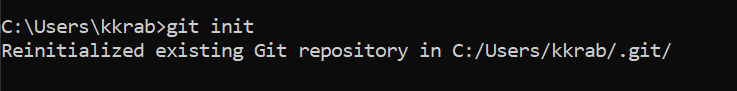 C:\Users\kkrab>git init
Reinitialized existing Git repository in C:/Users/kkrab/.git/